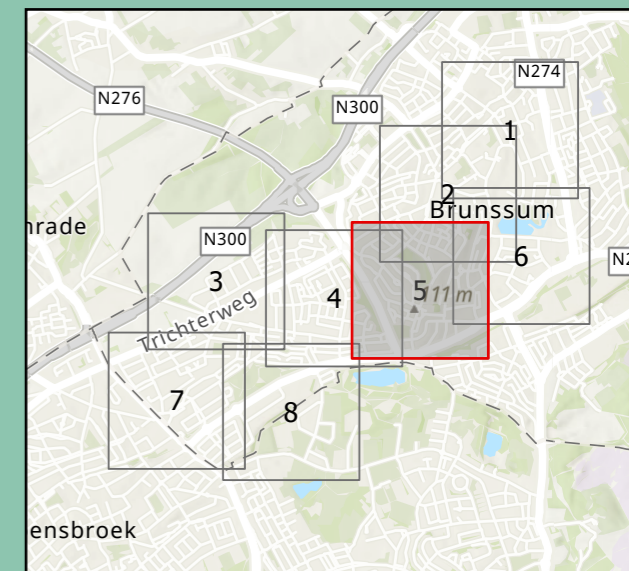 N274
N276
N300
1
2
Brunssum
nrade
N300
6
N2
3
4
5
111 m
Trichterweg
7
8
ensbroek